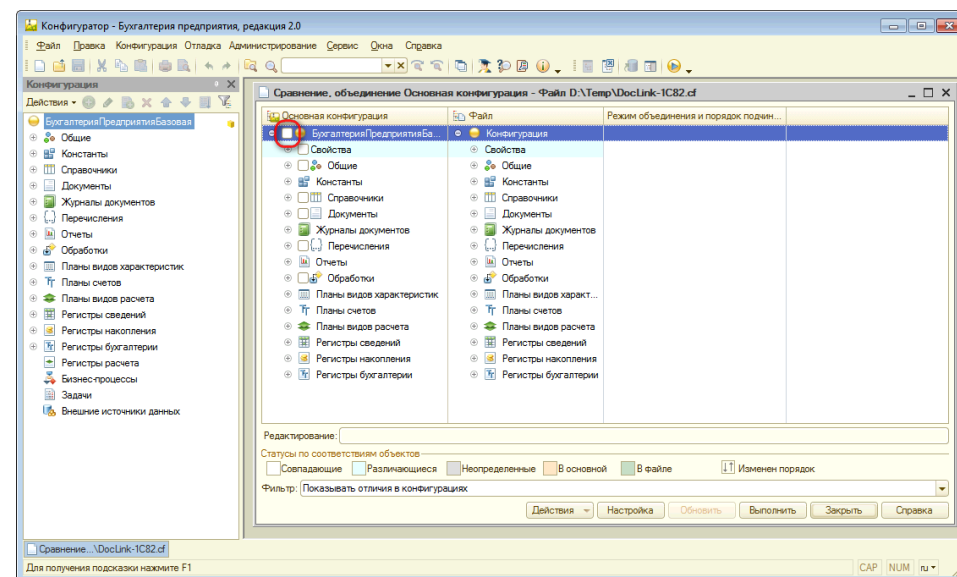 Конфигуратор - Бухгалтерия предприятия, редакция 2.0
Файл Правка Конфигурация Отладка Администрирование Сервис Окна Справка
Конфигурация
Действия
БухгалтерияПредприятияБазовая
Общие
Константы
Справочники
Документы
Журналы документов
Перечисления
Отчеты
Обработки
Планы видов характеристик
Планы счетов
Планы видов расчета
Регистры сведений
Регистры накопления
Регистры бухгалтерии
Регистры расчета
Бизнес-процессы
Задачи
Внешние источники данных
Сравнение, объединение Основная конфигурация - Файл D:\Temp\DocLink-1C82.cf
Основная конфигурация Файл Режим объединения и порядок подчин...
БухгалтерияПредприятияБа... Конфигурация
Свойства Свойства
Общие Общие
Константы Константы
Справочники Справочники
Документы Документы
Журналы документов Журналы документов
Перечисления Перечисления
Отчеты Отчеты
Обработки Обработки
Планы видов характеристик Планы видов характ...
Планы счетов Планы счетов
Планы видов расчета Планы видов расчета
Регистры сведений Регистры сведений
Регистры накопления Регистры накопления
Регистры бухгалтерии Регистры бухгалтерии
Редактирование:
Статусы по соответствиям объектов
Совпадающие Различающиеся Неопределенные В основной В файле Изменен порядок
Фильтр: Показывать отличия в конфигурациях
Действия Настройка Обновить Выполнить Закрыть Справка
Сравнение...\DocLink-1C82.cf
Для получения подсказки нажмите F1 CAP NUM ru